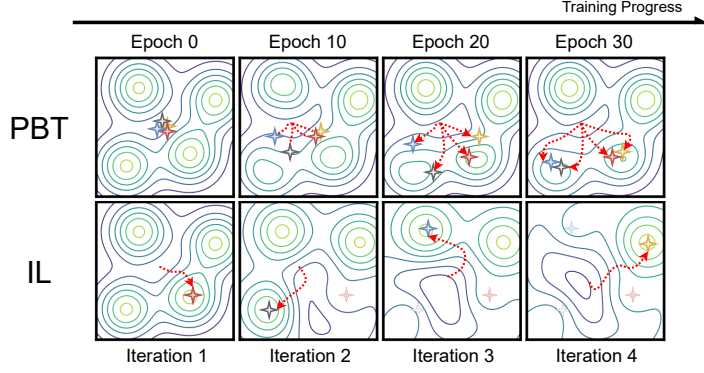 Training Progress
Epoch 0
Epoch 10
Epoch 20
Epoch 30
PBT
IL
Iteration 1
Iteration 2
Iteration 3
Iteration 4